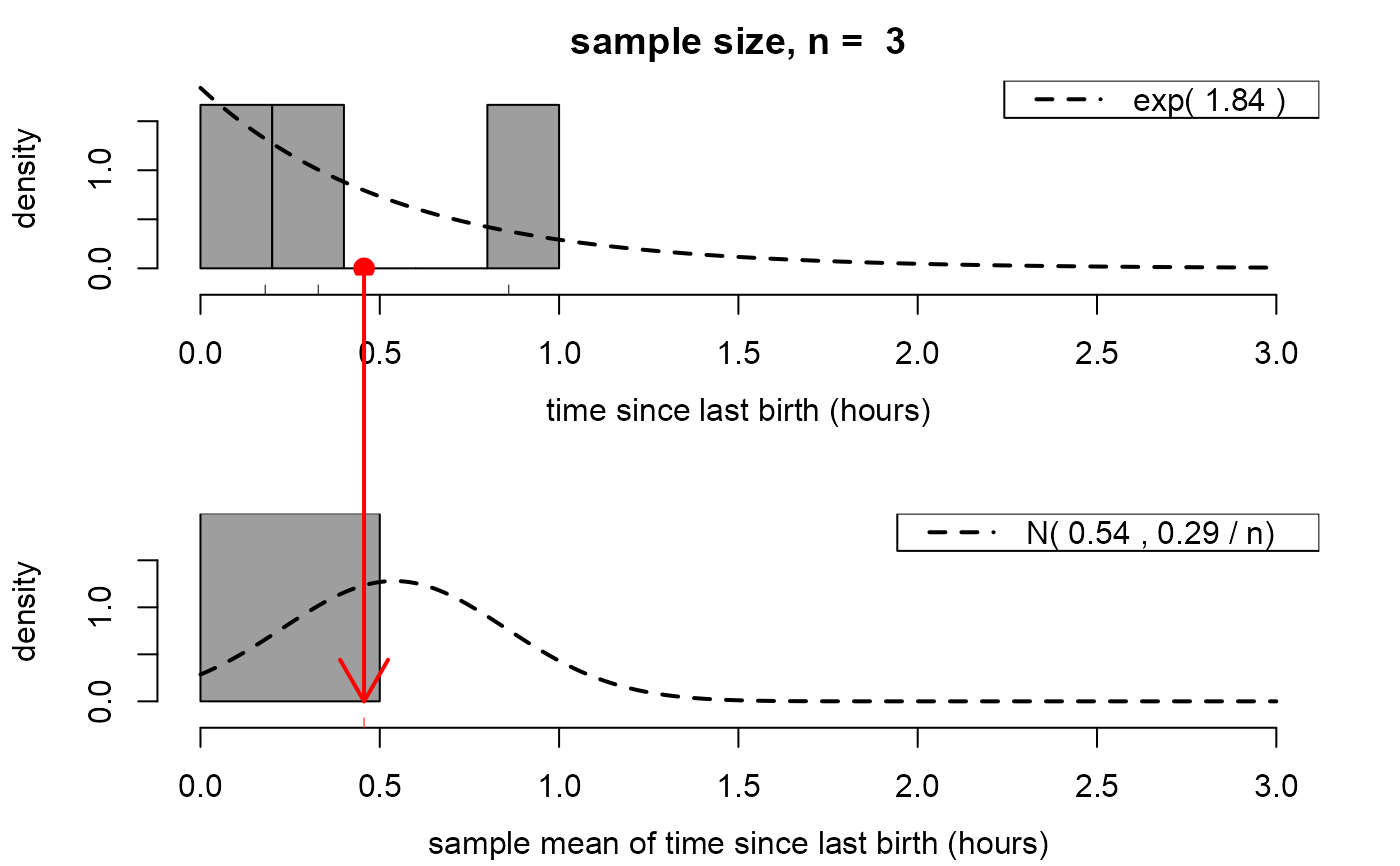 sample size, n =  3
exp( 1.84 )
density
0.0 1.0
0.0 0.5 1.0 1.5 2.0 2.5 3.0
time since last birth (hours)
N( 0.54 , 0.29 / n)
density
0.0 1.0
0.0 0.5 1.0 1.5 2.0 2.5 3.0
sample mean of time since last birth (hours)